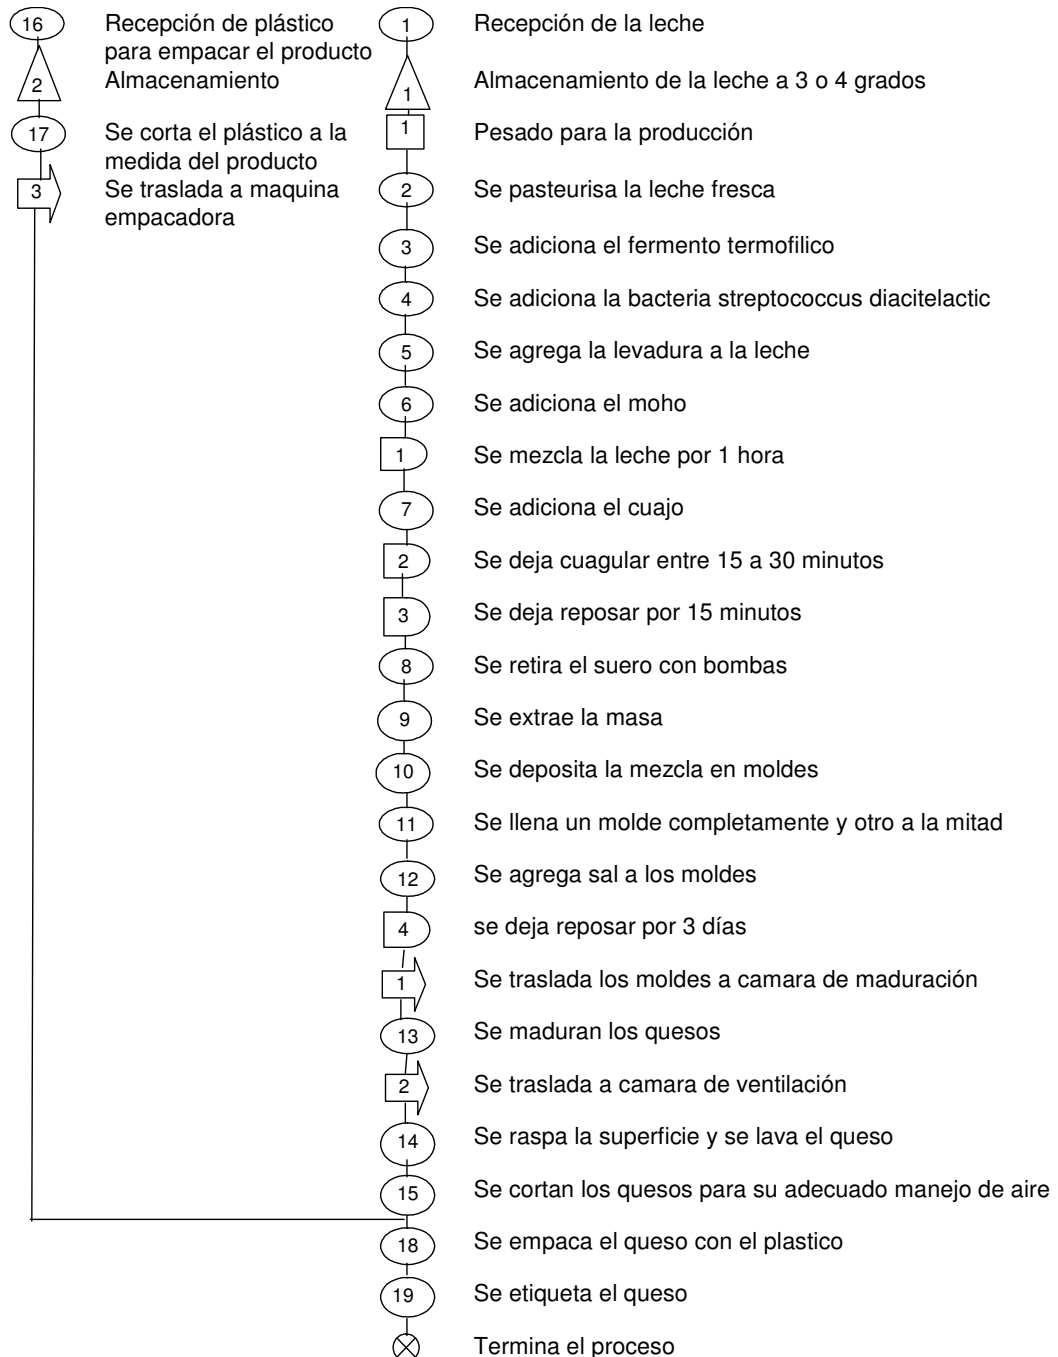 16 Recepción de plástico
para empacar el producto
2 Almacenamiento
17 Se corta el plástico a la
medida del producto
3 Se traslada a maquina
empacadora
1 Recepción de la leche
1 Almacenamiento de la leche a 3 o 4 grados
1 Pesado para la producción
2 Se pasteurisa la leche fresca
3 Se adiciona el fermento termofilico
4 Se adiciona la bacteria streptococcus diacitelactic
5 Se agrega la levadura a la leche
6 Se adiciona el moho
1 Se mezcla la leche por 1 hora
7 Se adiciona el cuajo
2 Se deja cuagular entre 15 a 30 minutos
3 Se deja reposar por 15 minutos
8 Se retira el suero con bombas
9 Se extrae la masa
10 Se deposita la mezcla en moldes
11 Se llena un molde completamente y otro a la mitad
12 Se agrega sal a los moldes
4 se deja reposar por 3 días
1 Se traslada los moldes a camara de maduración
13 Se maduran los quesos
2 Se traslada a camara de ventilación
14 Se raspa la superficie y se lava el queso
15 Se cortan los quesos para su adecuado manejo de aire
18 Se empaca el queso con el plastico
19 Se etiqueta el queso
Termina el proceso